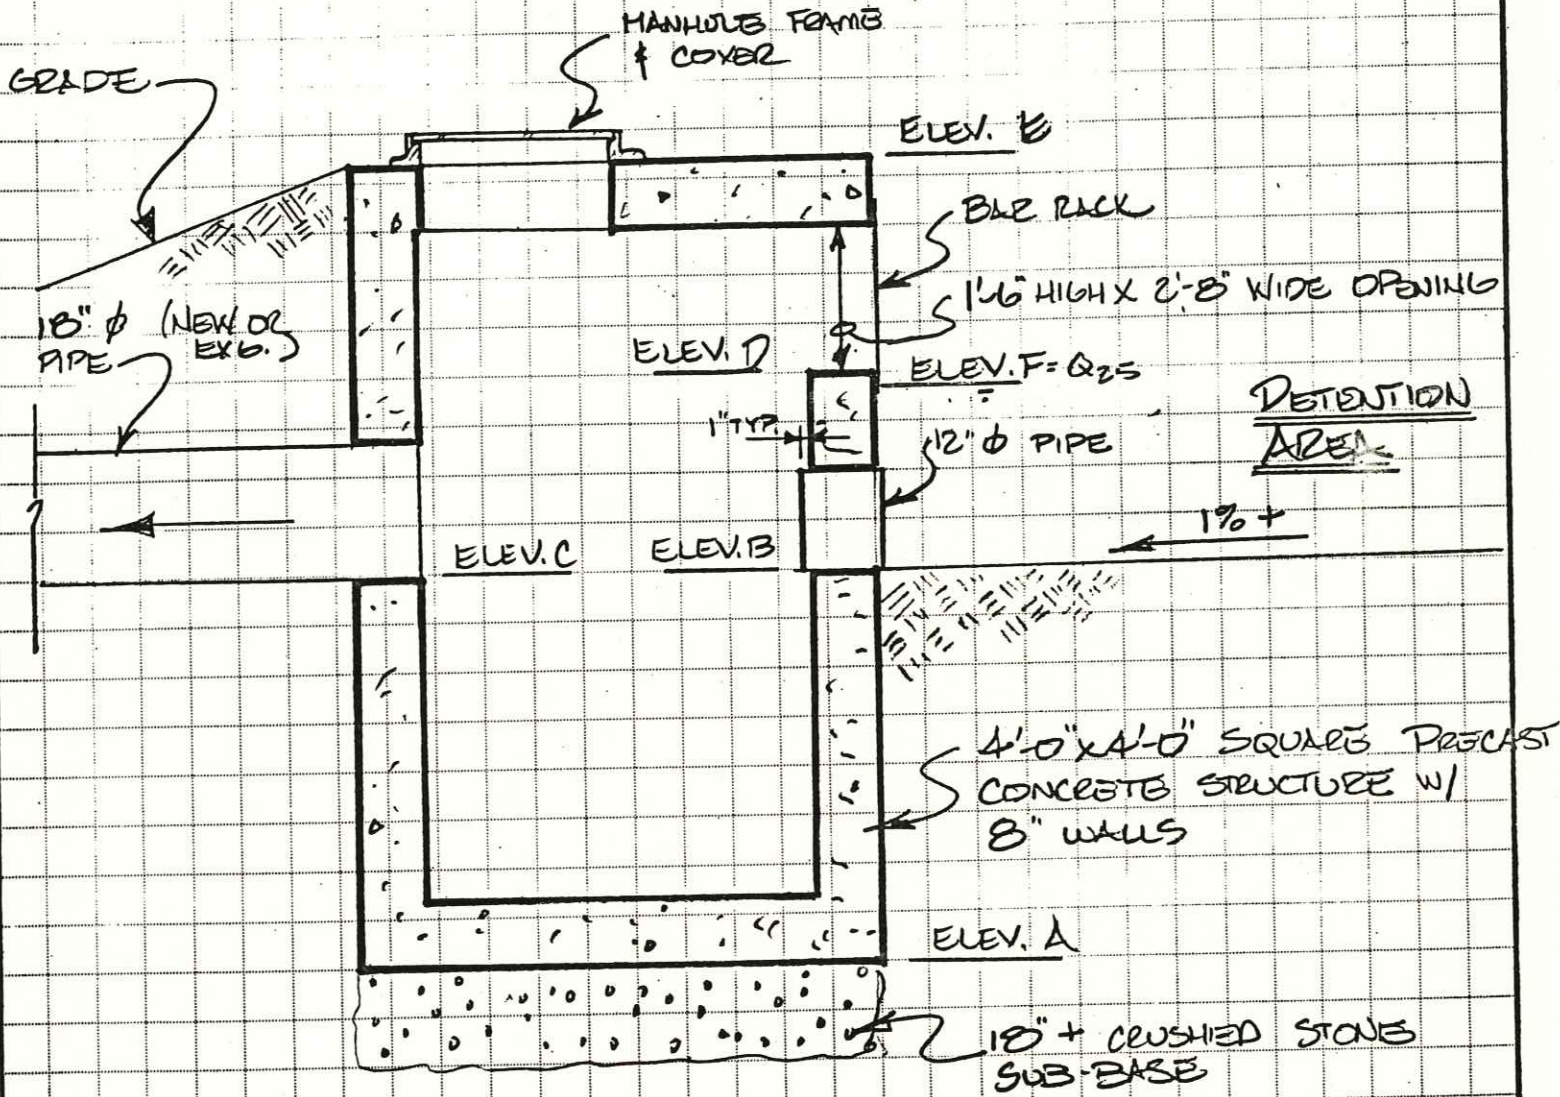 MANHOLE FRAME
& COVER
GRADE
ELEV. E
BAR RACK
1'-6" HIGH X 2'-8" WIDE OPENING
18" ϕ (NEW OR
PIPE EXG.)
ELEV. D
ELEV. F = Q25
DETENTION
AREA
1" TYP.
12" ϕ PIPE
1% +
ELEV. C
ELEV. B
4'-0" X 4'-0" SQUARE PRECAST
CONCRETE STRUCTURE W/
8" WALLS
ELEV. A
18" + CRUSHED STONE
SUB-BASE